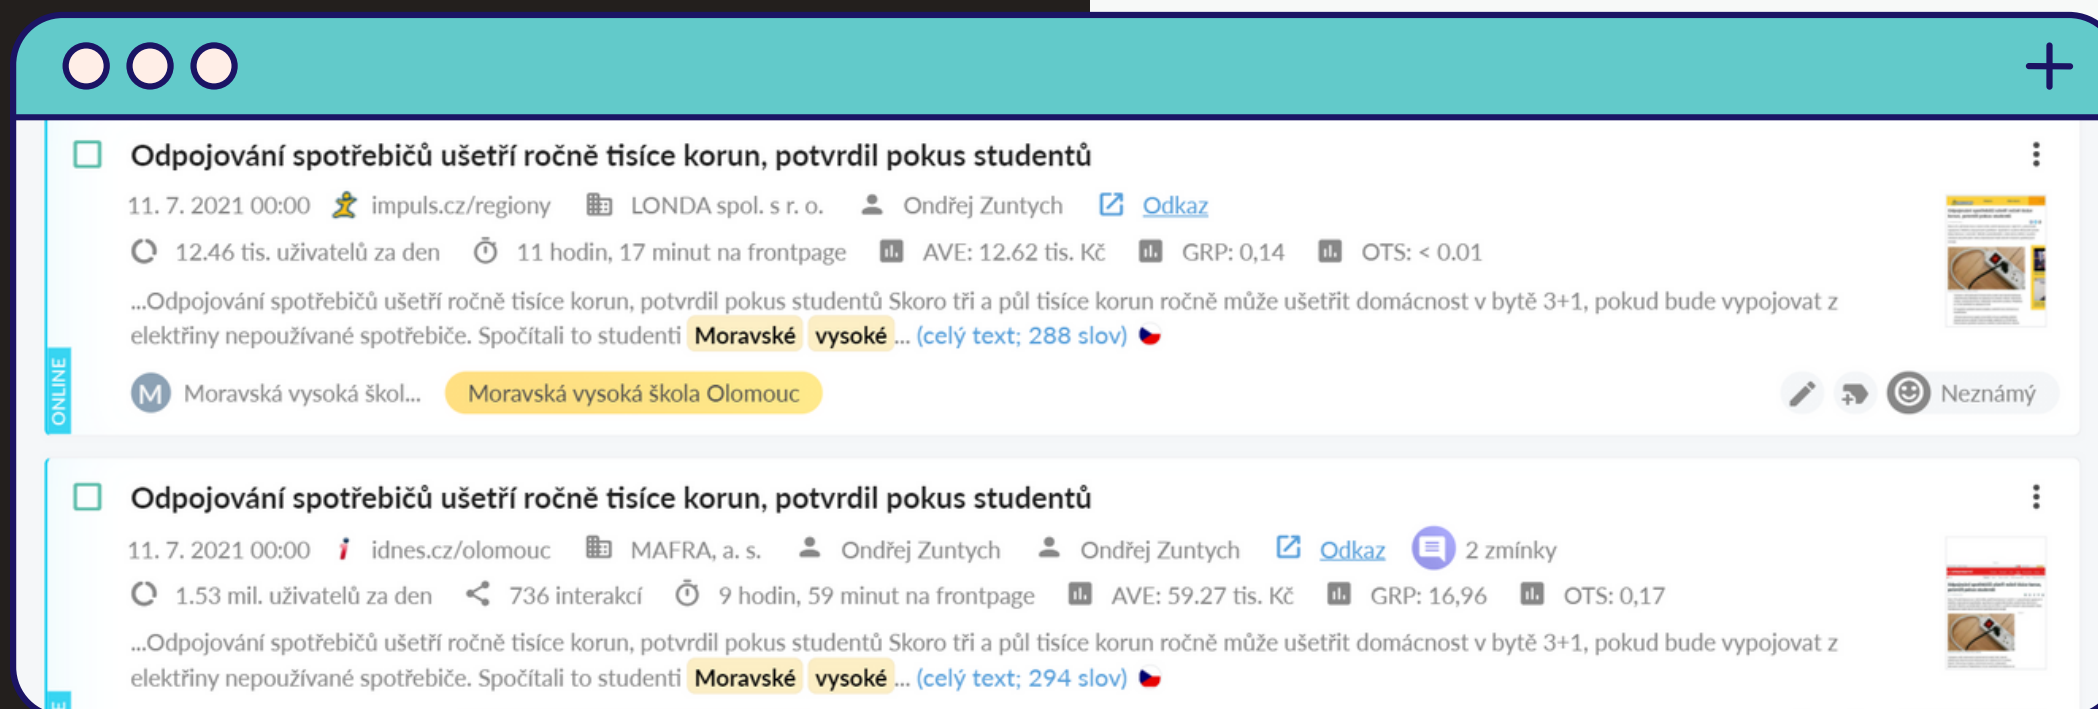 Odpojování spotřebičů ušetří ročně tisíce korun, potvrdil pokus studentů
11. 7. 2021 00:00 impuls.cz/regiony LONDA spol. s r. o. Ondřej Zuntych Odkaz
12.46 tis. uživatelů za den 11 hodin, 17 minut na frontpage AVE: 12.62 tis. Kč GRP: 0,14 OTS: < 0.01
...Odpojování spotřebičů ušetří ročně tisíce korun, potvrdil pokus studentů Skoro tři a půl tisíce korun ročně může ušetřit domácnost v bytě 3+1, pokud bude vypojovat z
elektřiny nepoužívané spotřebiče. Spočítali to studenti Moravské vysoké... (celý text; 288 slov)
ONLINE
M Moravská vysoká škol... Moravská vysoká škola Olomouc Neznámý
Odpojování spotřebičů ušetří ročně tisíce korun, potvrdil pokus studentů
11. 7. 2021 00:00 idnes.cz/olomouc MAFRA, a. s. Ondřej Zuntych Ondřej Zuntych Odkaz 2 zmínky
1.53 mil. uživatelů za den 736 interakcí 9 hodin, 59 minut na frontpage AVE: 59.27 tis. Kč GRP: 16,96 OTS: 0,17
...Odpojování spotřebičů ušetří ročně tisíce korun, potvrdil pokus studentů Skoro tři a půl tisíce korun ročně může ušetřit domácnost v bytě 3+1, pokud bude vypojovat z
elektřiny nepoužívané spotřebiče. Spočítali to studenti Moravské vysoké... (celý text; 294 slov)